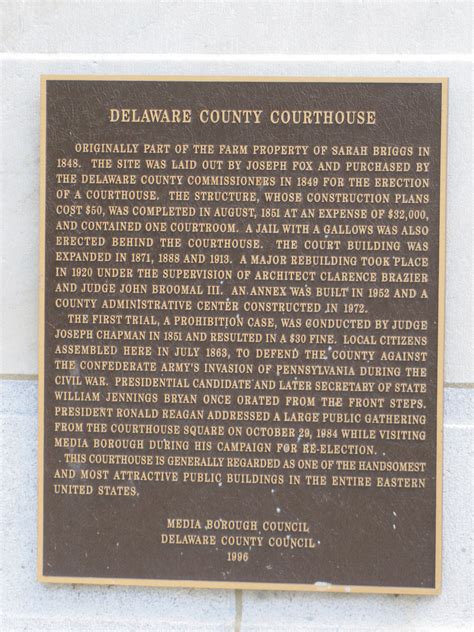 DELAWARE COUNTY COURTHOUSE
ORIGINALLY PART OF THE FARM PROPERTY OF SARAH BRIGGS IN
1848. THE SITE WAS LAID OUT BY JOSEPH FOX AND PURCHASED BY
THE DELAWARE COUNTY COMMISSIONERS IN 1849 FOR THE ERECTION
OF A COURTHOUSE. THE STRUCTURE, WHOSE CONSTRUCTION PLANS
COST $50, WAS COMPLETED IN AUGUST, 1851 AT AN EXPENSE OF $32,000,
AND CONTAINED ONE COURTROOM. A JAIL WITH A GALLOWS WAS ALSO
ERECTED BEHIND THE COURTHOUSE. THE COURT BUILDING WAS
EXPANDED IN 1871, 1888 AND 1913. A MAJOR REBUILDING TOOK PLACE
IN 1920 UNDER THE SUPERVISION OF ARCHITECT CLARENCE BRAZIER
AND JUDGE JOHN BROOMAL III. AN ANNEX WAS BUILT IN 1952 AND A
COUNTY ADMINISTRATIVE CENTER CONSTRUCTED IN 1972.
THE FIRST TRIAL, A PROHIBITION CASE, WAS CONDUCTED BY JUDGE
JOSEPH CHAPMAN IN 1851 AND RESULTED IN A $30 FINE. LOCAL CITIZENS
ASSEMBLED HERE IN JULY 1863, TO DEFEND THE COUNTY AGAINST
THE CONFEDERATE ARMY'S INVASION OF PENNSYLVANIA DURING THE
CIVIL WAR. PRESIDENTIAL CANDIDATE AND LATER SECRETARY OF STATE
WILLIAM JENNINGS BRYAN ONCE ORATED FROM THE FRONT STEPS.
PRESIDENT RONALD REAGAN ADDRESSED A LARGE PUBLIC GATHERING
FROM THE COURTHOUSE SQUARE ON OCTOBER 29, 1984 WHILE VISITING
MEDIA BOROUGH DURING HIS CAMPAIGN FOR RE-ELECTION.
THIS COURTHOUSE IS GENERALLY REGARDED AS ONE OF THE HANDSOMEST
AND MOST ATTRACTIVE PUBLIC BUILDINGS IN THE ENTIRE EASTERN
UNITED STATES.
MEDIA BOROUGH COUNCIL
DELAWARE COUNTY COUNCIL
1996